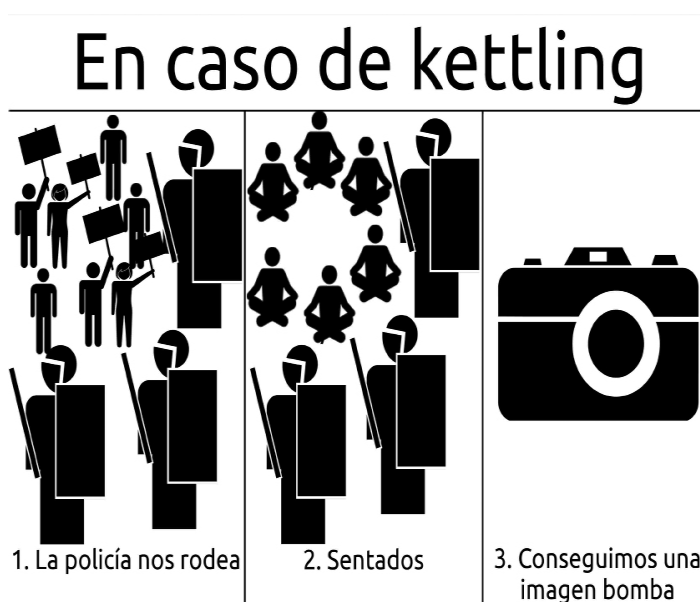 En caso de kettling
1. La policía nos rodea
2. Sentados
3. Conseguimos una
imagen bomba